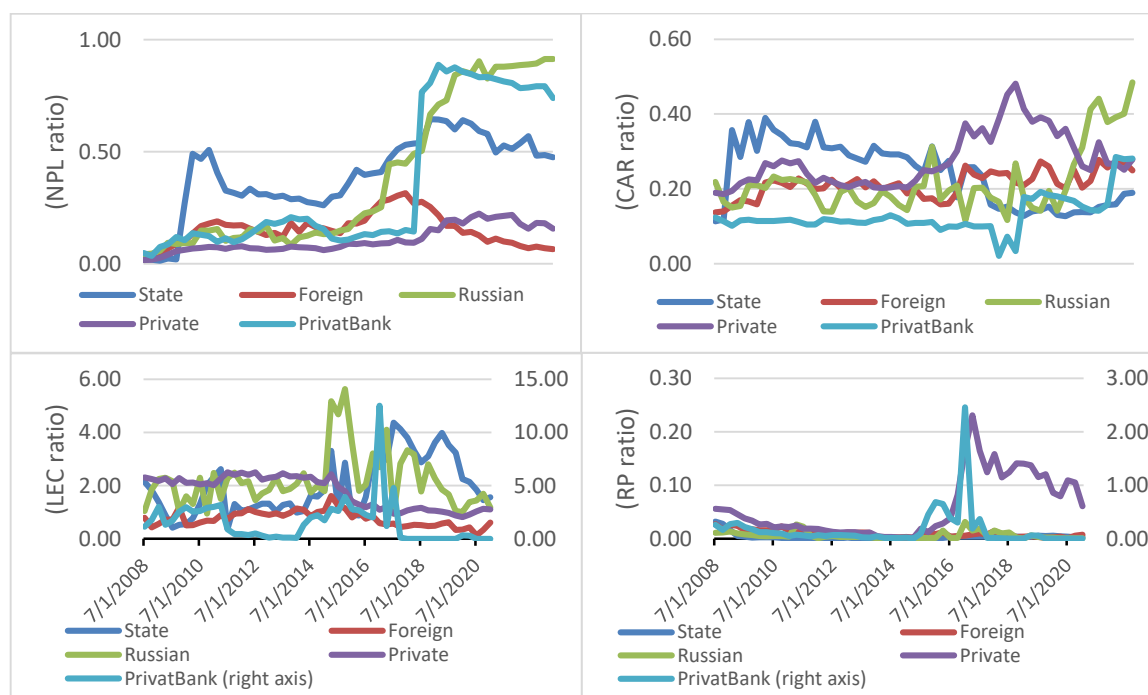 (NPL ratio)
1.00
0.50
0.00
State Foreign Russian
Private PrivatBank
(CAR ratio)
0.60
0.40
0.20
0.00
State Foreign Russian
Private PrivatBank
(LEC ratio)
6.00 15.00
4.00 10.00
2.00 5.00
0.00 0.00
7/1/2008 7/1/2010 7/1/2012 7/1/2014 7/1/2016 7/1/2018 7/1/2020
State Foreign
Russian Private
PrivatBank (right axis)
(RP ratio)
0.30 3.00
0.20 2.00
0.10 1.00
0.00 0.00
7/1/2008 7/1/2010 7/1/2012 7/1/2014 7/1/2016 7/1/2018 7/1/2020
State Foreign
Russian Private
PrivatBank (right axis)